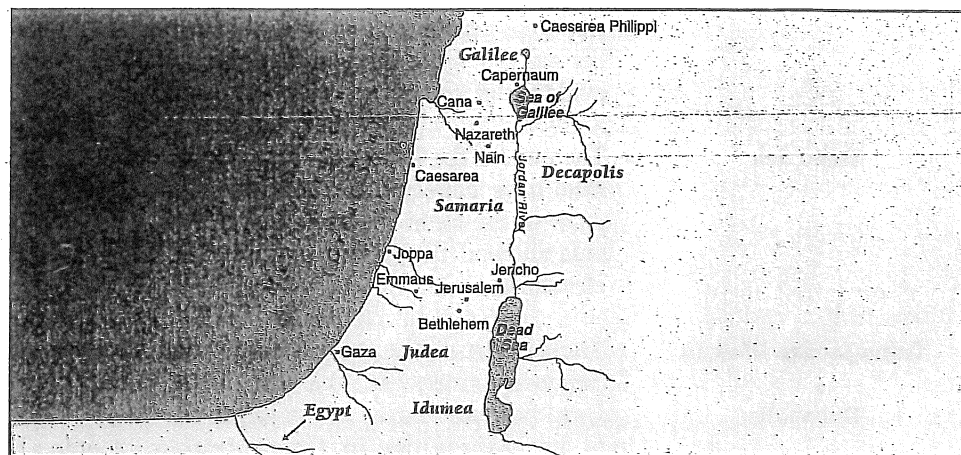 Caesarea Philippi
Galilee
Capernaum
Sea of
Galilee
Cana
Nazareth
Nain
Caesarea
Decapolis
Jordan River
Samaria
Joppa
Jericho
Emmaus
Jerusalem
Bethlehem
Dead
Sea
Gaza
Judea
Egypt
Idumea